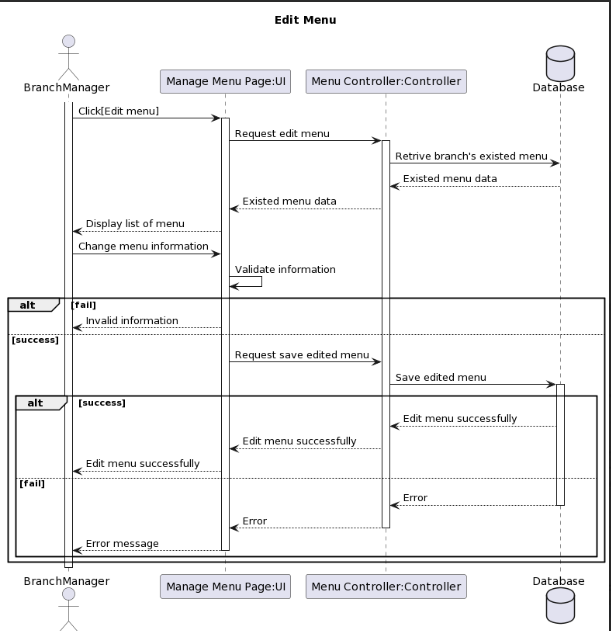 Edit Menu
BranchManager
Manage Menu Page:UI
Menu Controller:Controller
Database
Click[Edit menu]
Request edit menu
Retrive branch's existed menu
Existed menu data
Existed menu data
Display list of menu
Change menu information
Validate information
alt [fail]
Invalid information
[success]
Request save edited menu
Save edited menu
alt [success]
Edit menu successfully
Edit menu successfully
Edit menu successfully
[fail]
Error
Error
Error message
BranchManager
Manage Menu Page:UI
Menu Controller:Controller
Database